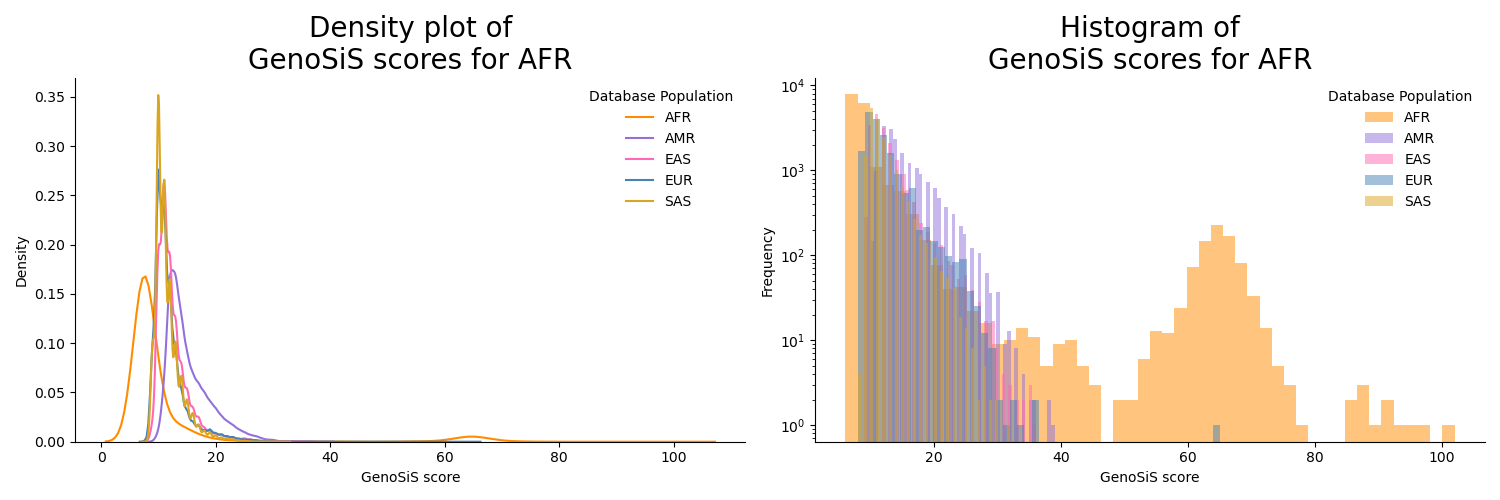 Density plot of
GenoSiS scores for AFR
Density
0.35
0.30
0.25
0.20
0.15
0.10
0.05
0.00
0
20
40
60
80
100
GenoSiS score
Database Population
AFR
AMR
EAS
EUR
SAS
Histogram of
GenoSiS scores for AFR
Frequency
10^4
10^3
10^2
10^1
10^0
20
40
60
80
100
GenoSiS score
Database Population
AFR
AMR
EAS
EUR
SAS